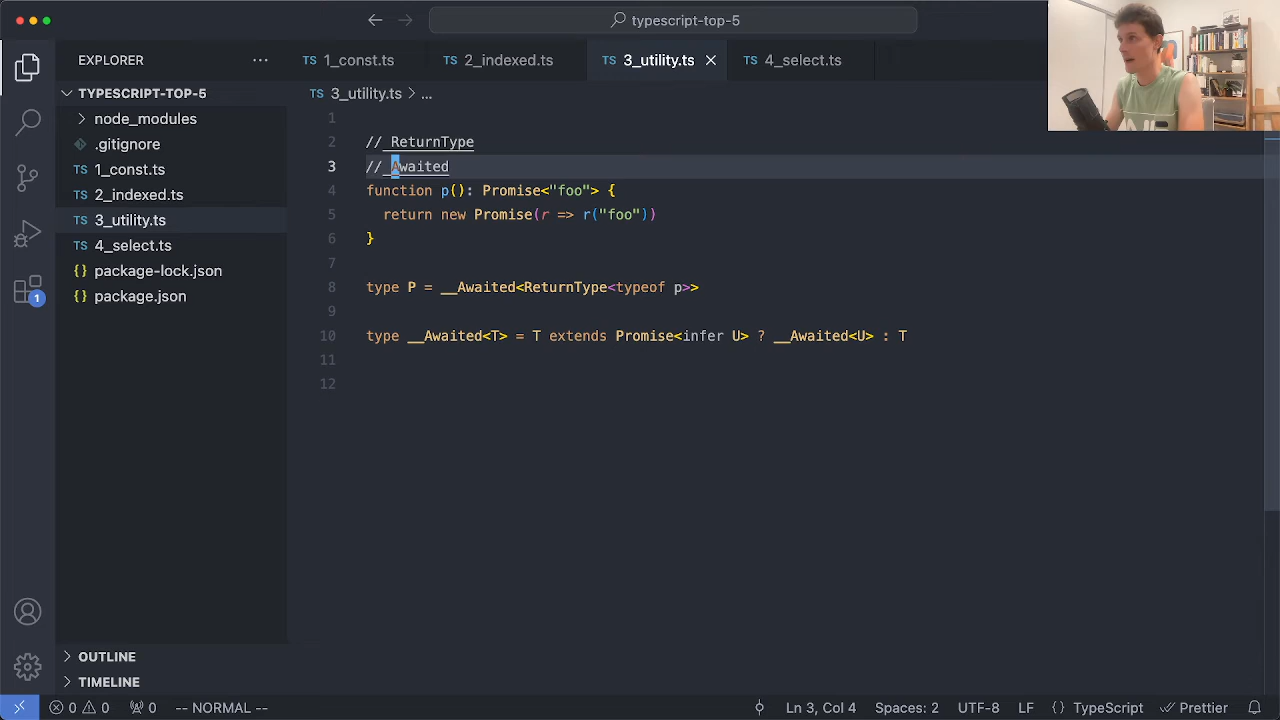 typescript-top-5
EXPLORER
TS 1_const.ts
TS 2_indexed.ts
TS 3_utility.ts
TS 4_select.ts
TYPESCRIPT-TOP-5
TS 3_utility.ts > ...
node_modules
.gitignore
TS 1_const.ts
TS 2_indexed.ts
TS 3_utility.ts
TS 4_select.ts
{} package-lock.json
{} package.json
1
2 // ReturnType
3 // Awaited
4 function p(): Promise<"foo"> {
5 return new Promise(r => r("foo"))
6 }
7
8 type P = __Awaited<ReturnType<typeof p>>
9
10 type __Awaited<T> = T extends Promise<infer U> ? __Awaited<U> : T
11
12
1
OUTLINE
TIMELINE
0 0 0 -- NORMAL -- Ln 3, Col 4 Spaces: 2 UTF-8 LF {} TypeScript Prettier